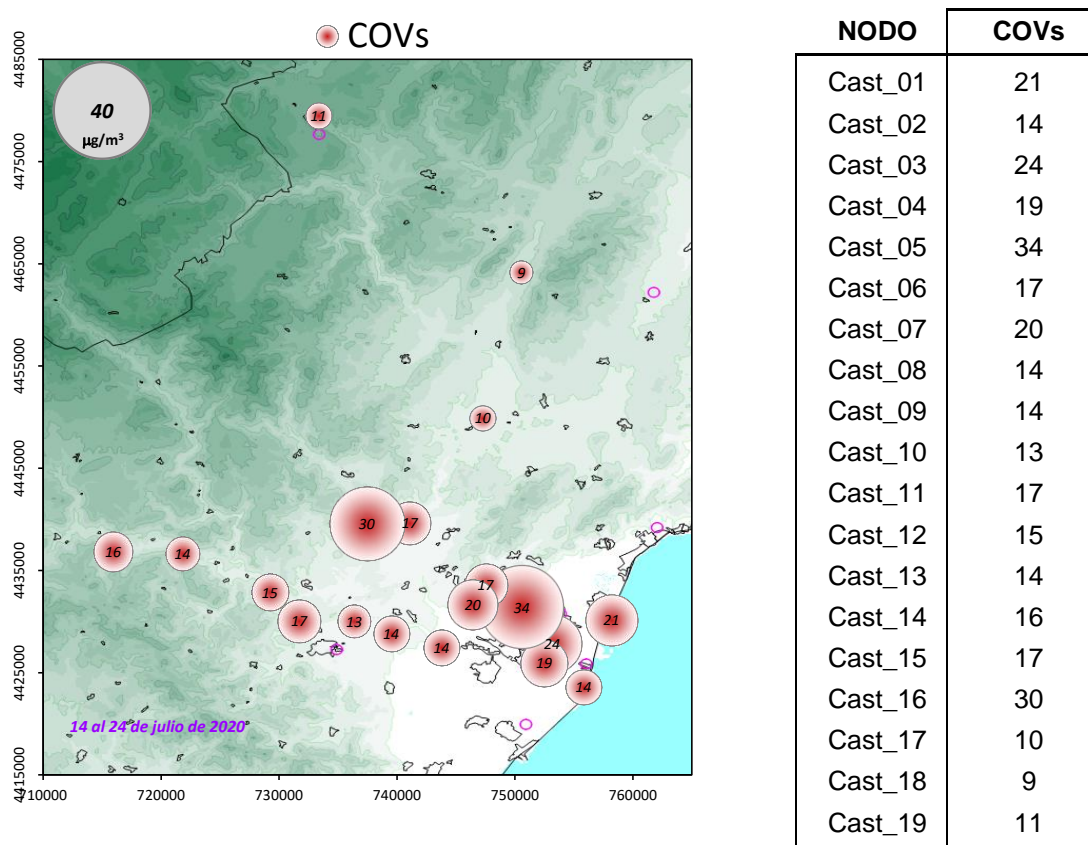 COVs
40
µg/m³
4485000
4475000
4465000
4455000
4445000
4435000
4425000
4415000
11
9
10
30
17
16
14
15
17
13
14
14
17
20
34
24
19
21
14
14 al 24 de julio de 2020
710000 720000 730000 740000 750000 760000
NODO COVs
Cast_01 21
Cast_02 14
Cast_03 24
Cast_04 19
Cast_05 34
Cast_06 17
Cast_07 20
Cast_08 14
Cast_09 14
Cast_10 13
Cast_11 17
Cast_12 15
Cast_13 14
Cast_14 16
Cast_15 17
Cast_16 30
Cast_17 10
Cast_18 9
Cast_19 11